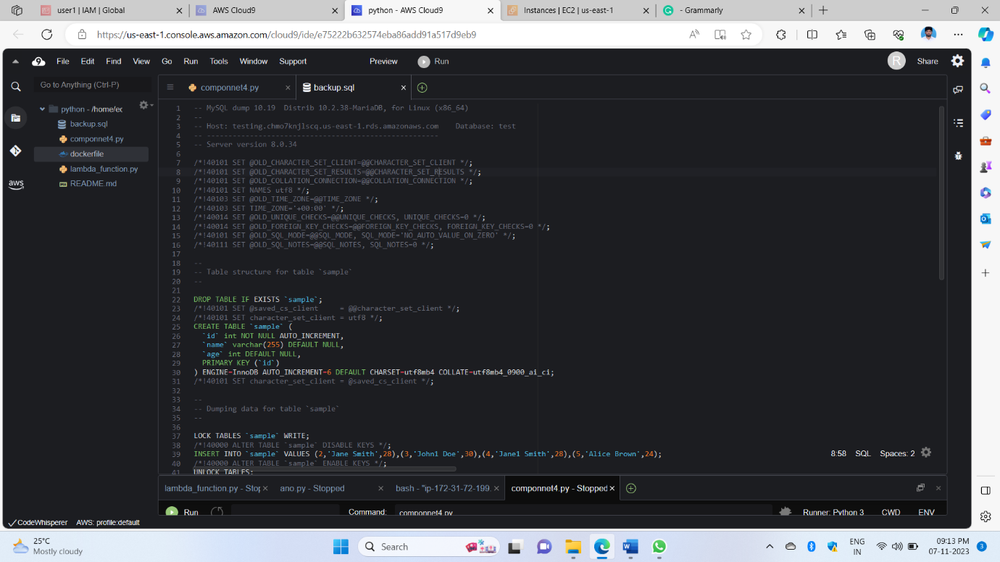 user1 | IAM | Global
AWS Cloud9
python - AWS Cloud9
Instances | EC2 | us-east-1
- Grammarly
https://us-east-1.console.aws.amazon.com/cloud9/ide/e75222b632574eba86add91a517d9eb9
File Edit Find View Go Run Tools Window Support Preview Run R Share
Go to Anything (Ctrl-P)
python - /home/ec
backup.sql
componnet4.py
dockerfile
lambda_function.py
README.md
aws
componnet4.py
backup.sql
1 -- MySQL dump 10.19  Distrib 10.2.38-MariaDB, for Linux (x86_64)
2 --
3 -- Host: testing.chmo7knjlscq.us-east-1.rds.amazonaws.com    Database: test
4 -- ------------------------------------------------------
5 -- Server version 8.0.34
6
7 /*!40101 SET @OLD_CHARACTER_SET_CLIENT=@@CHARACTER_SET_CLIENT */;
8 /*!40101 SET @OLD_CHARACTER_SET_RESULTS=@@CHARACTER_SET_RESULTS */;
9 /*!40101 SET @OLD_COLLATION_CONNECTION=@@COLLATION_CONNECTION */;
10 /*!40101 SET NAMES utf8 */;
11 /*!40103 SET @OLD_TIME_ZONE=@@TIME_ZONE */;
12 /*!40103 SET TIME_ZONE='+00:00' */;
13 /*!40014 SET @OLD_UNIQUE_CHECKS=@@UNIQUE_CHECKS, UNIQUE_CHECKS=0 */;
14 /*!40014 SET @OLD_FOREIGN_KEY_CHECKS=@@FOREIGN_KEY_CHECKS, FOREIGN_KEY_CHECKS=0 */;
15 /*!40101 SET @OLD_SQL_MODE=@@SQL_MODE, SQL_MODE='NO_AUTO_VALUE_ON_ZERO' */;
16 /*!40111 SET @OLD_SQL_NOTES=@@SQL_NOTES, SQL_NOTES=0 */;
17
18 --
19 -- Table structure for table `sample`
20 --
21
22 DROP TABLE IF EXISTS `sample`;
23 /*!40101 SET @saved_cs_client     = @@character_set_client */;
24 /*!40101 SET character_set_client = utf8 */;
25 CREATE TABLE `sample` (
26   `id` int NOT NULL AUTO_INCREMENT,
27   `name` varchar(255) DEFAULT NULL,
28   `age` int DEFAULT NULL,
29   PRIMARY KEY (`id`)
30 ) ENGINE=InnoDB AUTO_INCREMENT=6 DEFAULT CHARSET=utf8mb4 COLLATE=utf8mb4_0900_ai_ci;
31 /*!40101 SET character_set_client = @saved_cs_client */;
32
33 --
34 -- Dumping data for table `sample`
35 --
36
37 LOCK TABLES `sample` WRITE;
38 /*!40000 ALTER TABLE `sample` DISABLE KEYS */;
39 INSERT INTO `sample` VALUES (2,'Jane Smith',28),(3,'John1 Doe',30),(4,'Jane1 Smith',28),(5,'Alice Brown',24);
40 /*!40000 ALTER TABLE `sample` ENABLE KEYS */;
41 UNLOCK TABLES;
8:58 SQL Spaces: 2
lambda_function.py - Stop
ano.py - Stopped
bash - "ip-172-31-72-199.
componnet4.py - Stopped
Run
Command: componnet4.py
Runner: Python 3 CWD ENV
CodeWhisperer AWS: profile:default
25°C
Mostly cloudy
Search
ENG
IN
09:13 PM
07-11-2023
3